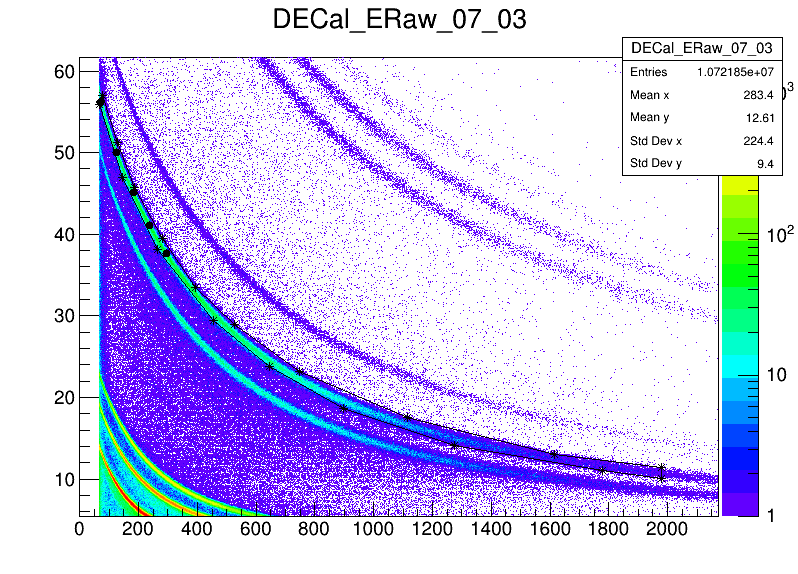 DECal_ERaw_07_03
DECal_ERaw_07_03
Entries 1.072185e+07
Mean x 283.4
Mean y 12.61
Std Dev x 224.4
Std Dev y 9.4
60
50
40
30
20
10
0 200 400 600 800 1000 1200 1400 1600 1800 2000
10²
10
1